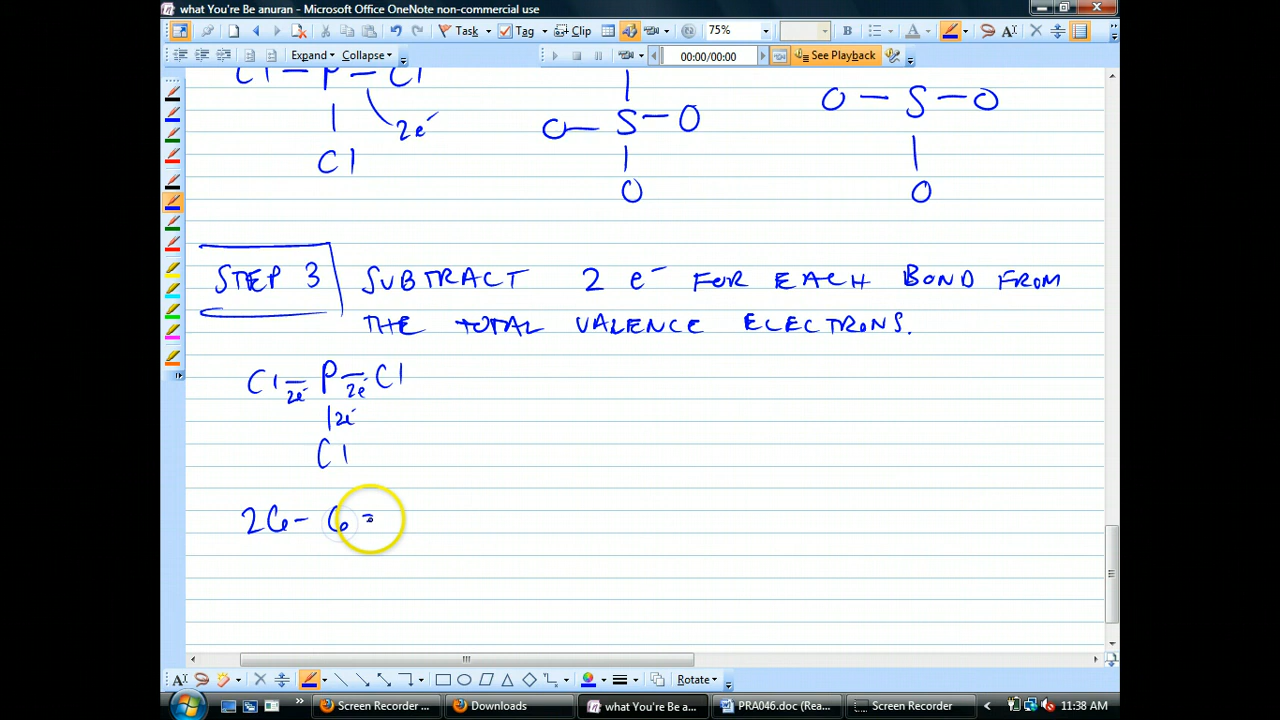 what You're Be anuran - Microsoft Office OneNote non-commercial use
Task Tag Clip 75% B A A
Expand Collapse 00:00/00:00 See Playback
Cl — P — Cl
2e⁻
Cl
O — S — O
O
O — S — O
O
STEP 3 SUBTRACT 2 e⁻ FOR EACH BOND FROM
THE TOTAL VALENCE ELECTRONS.
Cl — P — Cl
2e⁻ 2e⁻
| 2e⁻
Cl
26 - 6 =
Rotate
Screen Recorder ... Downloads what You're Be a... PRA046.doc (Rea... Screen Recorder 11:38 AM